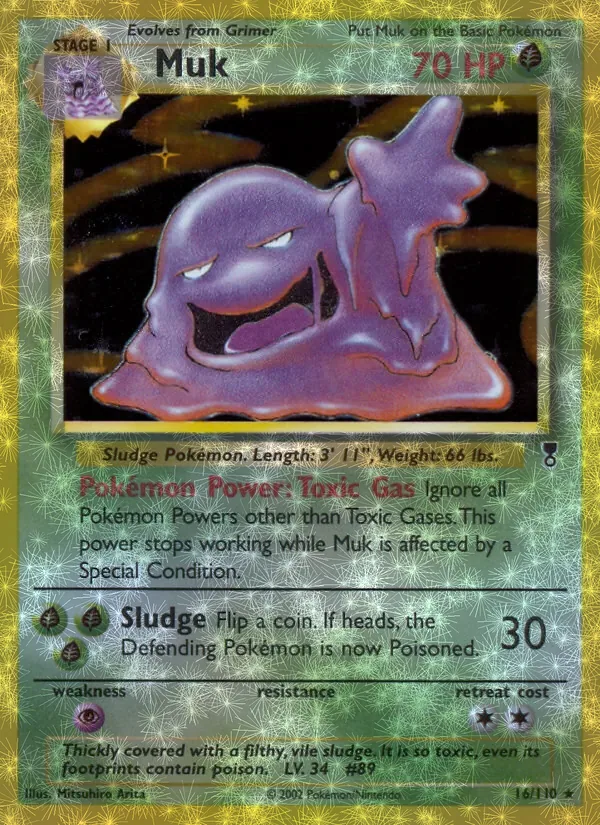 Evolves from Grimer
Put Muk on the Basic Pokémon
STAGE 1
Muk
70 HP
Sludge Pokémon. Length: 3' 11", Weight: 66 lbs.
Pokémon Power: Toxic Gas Ignore all
Pokémon Powers other than Toxic Gases. This
power stops working while Muk is affected by a
Special Condition.
Sludge Flip a coin. If heads, the
Defending Pokémon is now Poisoned.
30
weakness
resistance
retreat cost
Thickly covered with a filthy, vile sludge. It is so toxic, even its
footprints contain poison. LV. 34 #89
Illus. Mitsuhiro Arita
© 2002 Pokémon/Nintendo
16/110 ★